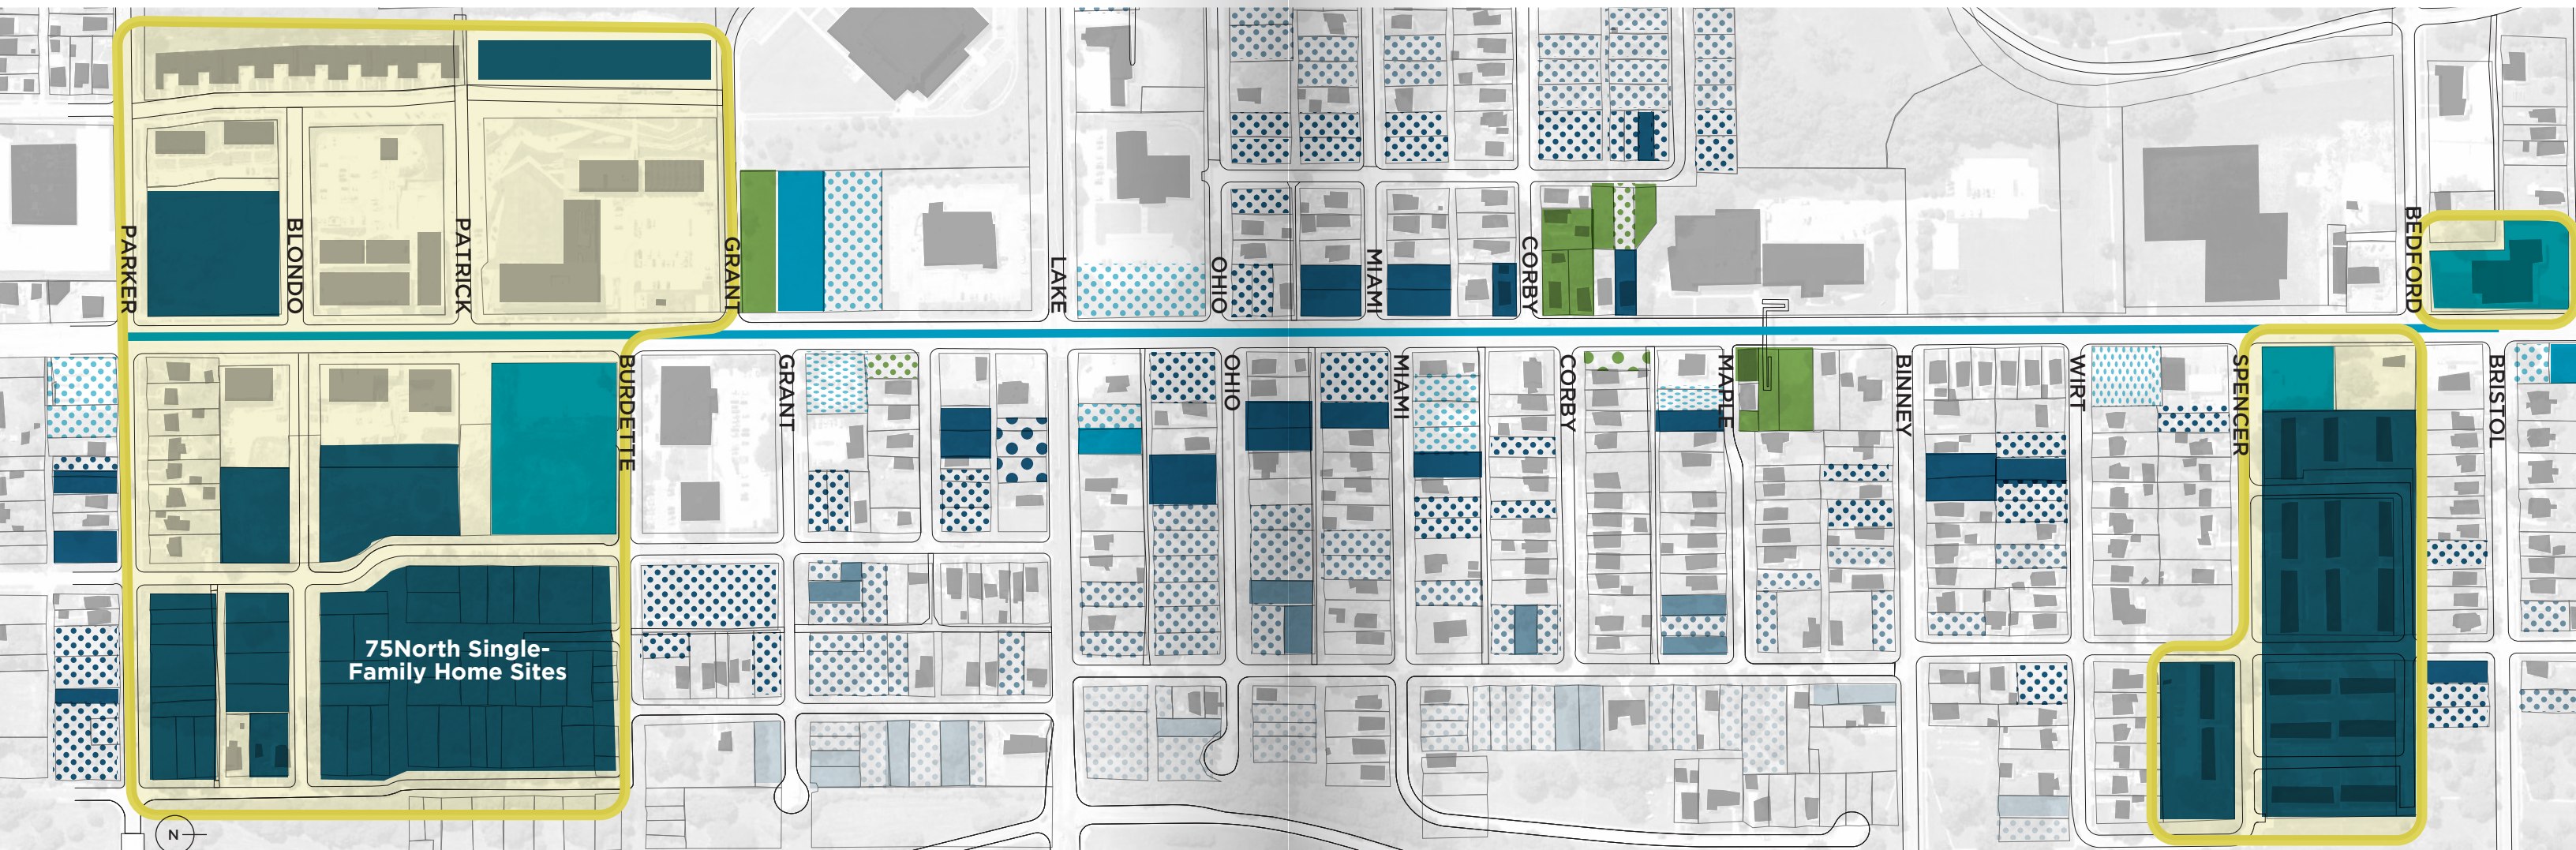 PARKER
BLONDO
PATRICK
GRANT
LAKE
OHIO
MIAMI
CORBY
BEDFORD
BURDETTE
GRANT
OHIO
MIAMI
CORBY
MAPLE
BINNEY
WIRT
SPENCER
BRISTOL
75North Single-
Family Home Sites
N